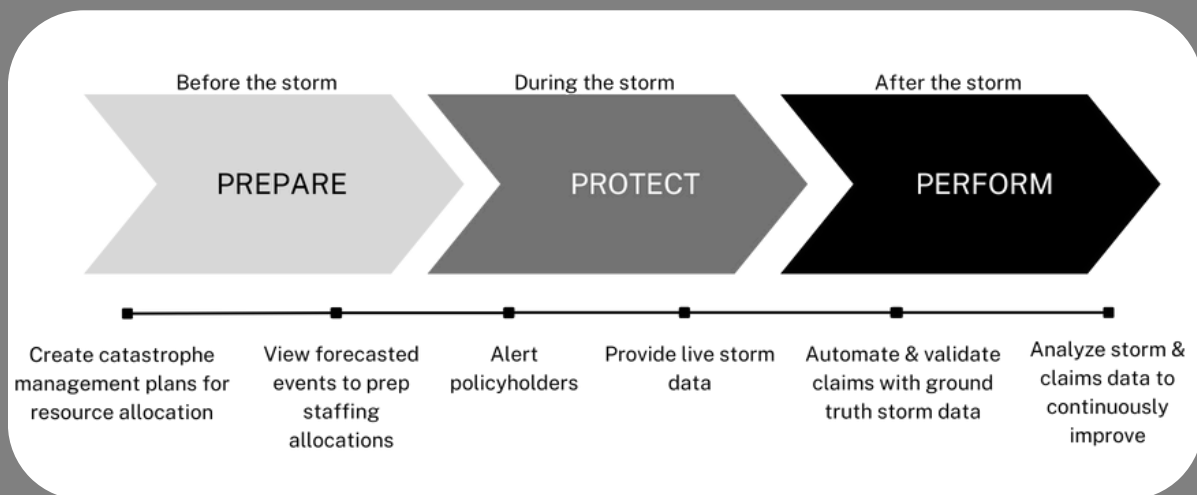 Before the storm
During the storm
After the storm
PREPARE
PROTECT
PERFORM
Create catastrophe
management plans for
resource allocation
View forecasted
events to prep
staffing
allocations
Alert
policyholders
Provide live storm
data
Automate & validate
claims with ground
truth storm data
Analyze storm &
claims data to
continuously
improve